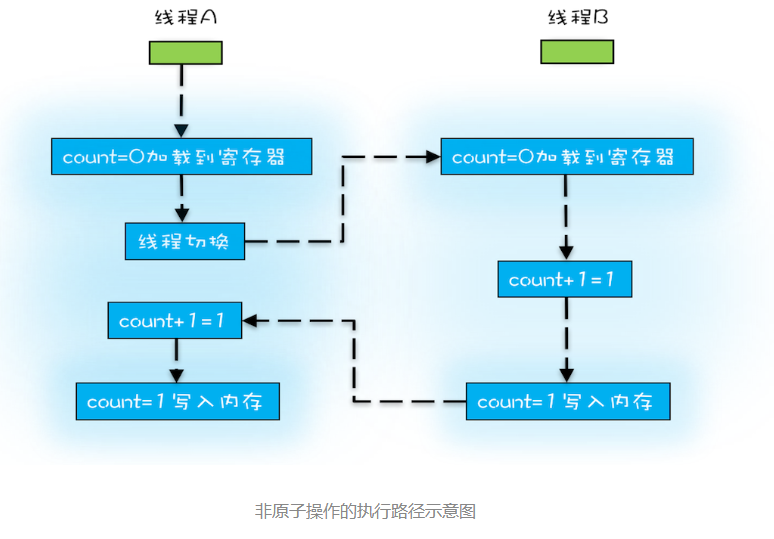 线程A
线程B
count=0加载到寄存器
count=0加载到寄存器
线程切换
count+1=1
count+1=1
count=1写入内存
count=1写入内存
非原子操作的执行路径示意图